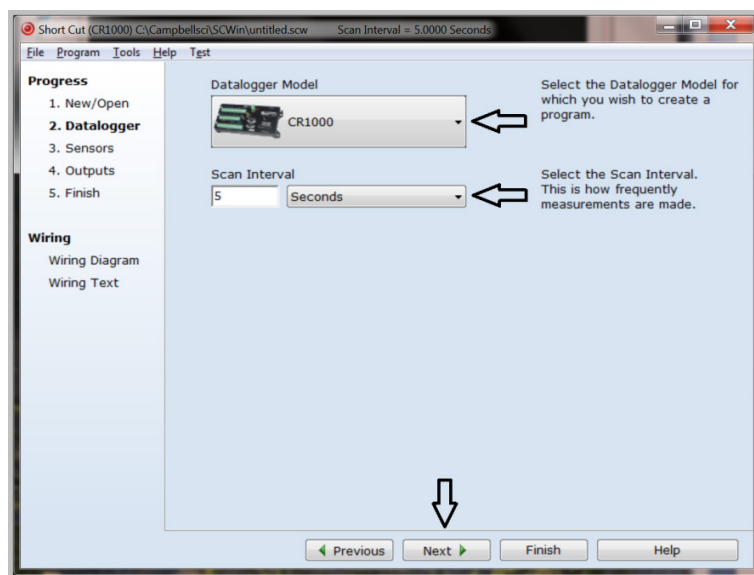 Short Cut (CR1000) C:\Campbellsci\SCWin\untitled.scw Scan Interval = 5.0000 Seconds
File Program Tools Help Test
Progress
1. New/Open
2. Datalogger
3. Sensors
4. Outputs
5. Finish
Wiring
Wiring Diagram
Wiring Text
Datalogger Model
CR1000
Select the Datalogger Model for
which you wish to create a
program.
Scan Interval
5 Seconds
Select the Scan Interval.
This is how frequently
measurements are made.
Previous Next Finish Help